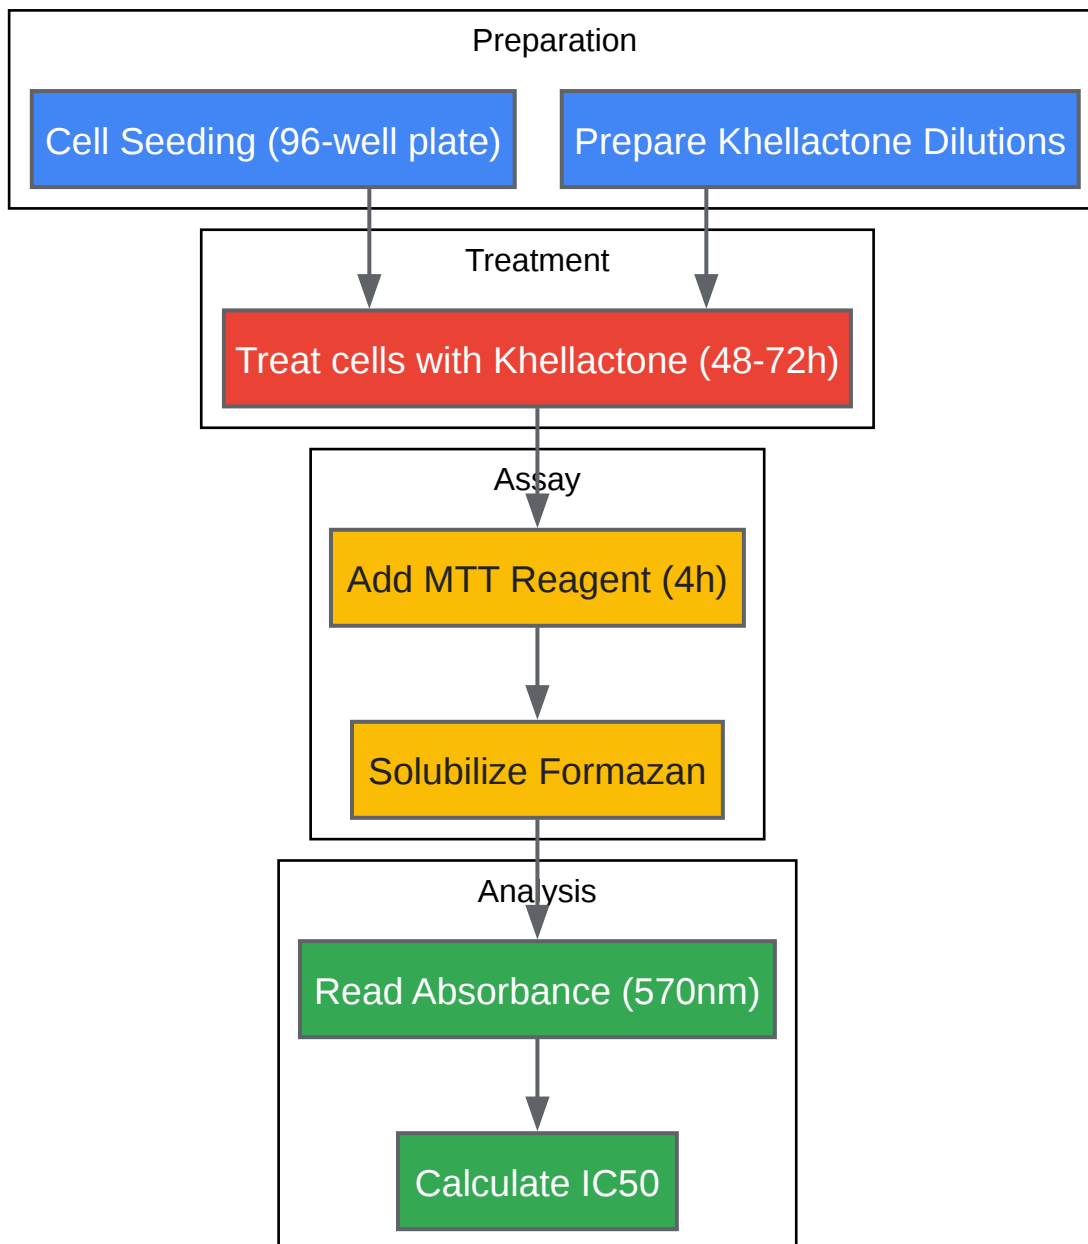 Preparation
Cell Seeding (96-well plate)
Prepare Khellactone Dilutions
Treatment
Treat cells with Khellactone (48-72h)
Assay
Add MTT Reagent (4h)
Solubilize Formazan
Analysis
Read Absorbance (570nm)
Calculate IC50